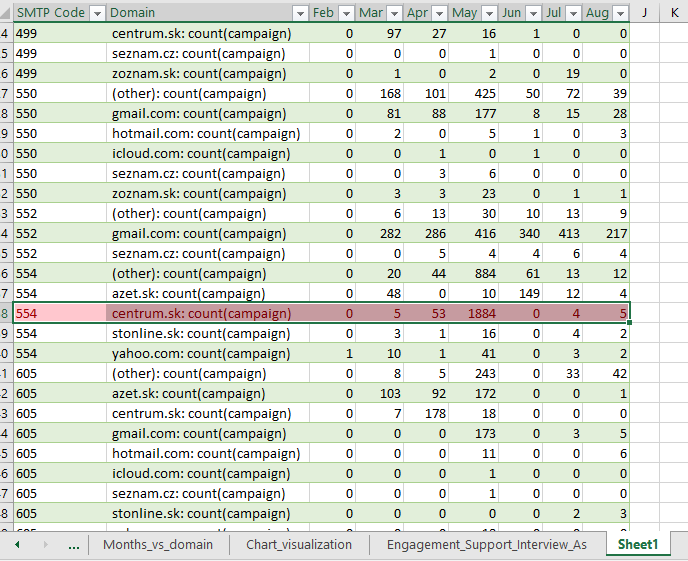 SMTP Code Domain Feb Mar Apr May Jun Jul Aug J K
4 499 centrum.sk: count(campaign) 0 97 27 16 1 0 0
5 499 seznam.cz: count(campaign) 0 0 0 1 0 0 0
6 499 zoznam.sk: count(campaign) 0 1 0 2 0 19 0
7 550 (other): count(campaign) 0 168 101 425 50 72 39
8 550 gmail.com: count(campaign) 0 81 88 177 8 15 28
9 550 hotmail.com: count(campaign) 0 2 0 5 1 0 3
0 550 icloud.com: count(campaign) 0 0 1 0 1 0 0
1 550 seznam.cz: count(campaign) 0 0 3 6 0 0 0
2 550 zoznam.sk: count(campaign) 0 3 3 23 0 1 1
3 552 (other): count(campaign) 0 6 13 30 10 13 9
4 552 gmail.com: count(campaign) 0 282 286 416 340 413 217
5 552 seznam.cz: count(campaign) 0 0 5 4 4 6 4
6 554 (other): count(campaign) 0 20 44 884 61 13 12
7 554 azet.sk: count(campaign) 0 48 0 10 149 12 4
8 554 centrum.sk: count(campaign) 0 5 53 1884 0 4 5
9 554 stonline.sk: count(campaign) 0 3 1 16 0 4 2
0 554 yahoo.com: count(campaign) 1 10 1 41 0 3 2
1 605 (other): count(campaign) 0 8 5 243 0 33 42
2 605 azet.sk: count(campaign) 0 103 92 172 0 0 1
3 605 centrum.sk: count(campaign) 0 7 178 18 0 0 0
4 605 gmail.com: count(campaign) 0 0 0 173 0 3 5
5 605 hotmail.com: count(campaign) 0 0 0 11 0 0 6
6 605 icloud.com: count(campaign) 0 0 0 1 0 0 0
7 605 seznam.cz: count(campaign) 0 0 0 1 0 0 0
8 605 stonline.sk: count(campaign) 0 0 0 0 0 2 3
... Months_vs_domain Chart_visualization Engagement_Support_Interview_As Sheet1